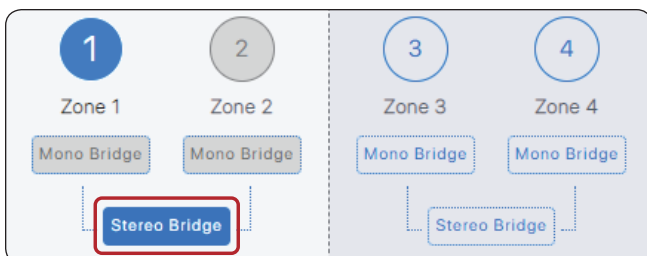 1 2 3 4
Zone 1 Zone 2 Zone 3 Zone 4
Mono Bridge Mono Bridge Mono Bridge Mono Bridge
Stereo Bridge Stereo Bridge